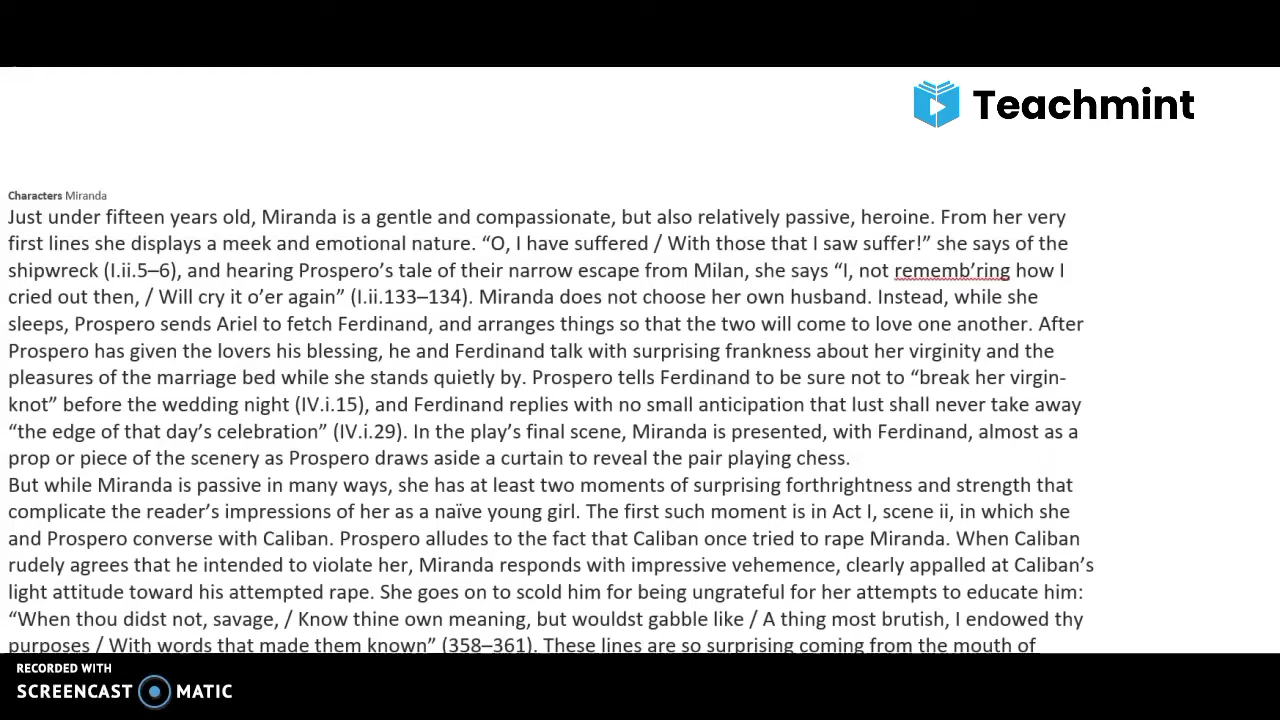 Teachmint
Characters Miranda
Just under fifteen years old, Miranda is a gentle and compassionate, but also relatively passive, heroine. From her very
first lines she displays a meek and emotional nature. “O, I have suffered / With those that I saw suffer!” she says of the
shipwreck (I.ii.5–6), and hearing Prospero’s tale of their narrow escape from Milan, she says “I, not rememb’ring how I
cried out then, / Will cry it o’er again” (I.ii.133–134). Miranda does not choose her own husband. Instead, while she
sleeps, Prospero sends Ariel to fetch Ferdinand, and arranges things so that the two will come to love one another. After
Prospero has given the lovers his blessing, he and Ferdinand talk with surprising frankness about her virginity and the
pleasures of the marriage bed while she stands quietly by. Prospero tells Ferdinand to be sure not to “break her virgin-
knot” before the wedding night (IV.i.15), and Ferdinand replies with no small anticipation that lust shall never take away
“the edge of that day’s celebration” (IV.i.29). In the play’s final scene, Miranda is presented, with Ferdinand, almost as a
prop or piece of the scenery as Prospero draws aside a curtain to reveal the pair playing chess.
But while Miranda is passive in many ways, she has at least two moments of surprising forthrightness and strength that
complicate the reader’s impressions of her as a naïve young girl. The first such moment is in Act I, scene ii, in which she
and Prospero converse with Caliban. Prospero alludes to the fact that Caliban once tried to rape Miranda. When Caliban
rudely agrees that he intended to violate her, Miranda responds with impressive vehemence, clearly appalled at Caliban’s
light attitude toward his attempted rape. She goes on to scold him for being ungrateful for her attempts to educate him:
“When thou didst not, savage, / Know thine own meaning, but wouldst gabble like / A thing most brutish, I endowed thy
purposes / With words that made them known” (358–361). These lines are so surprising coming from the mouth of
RECORDED WITH
SCREENCAST MATIC